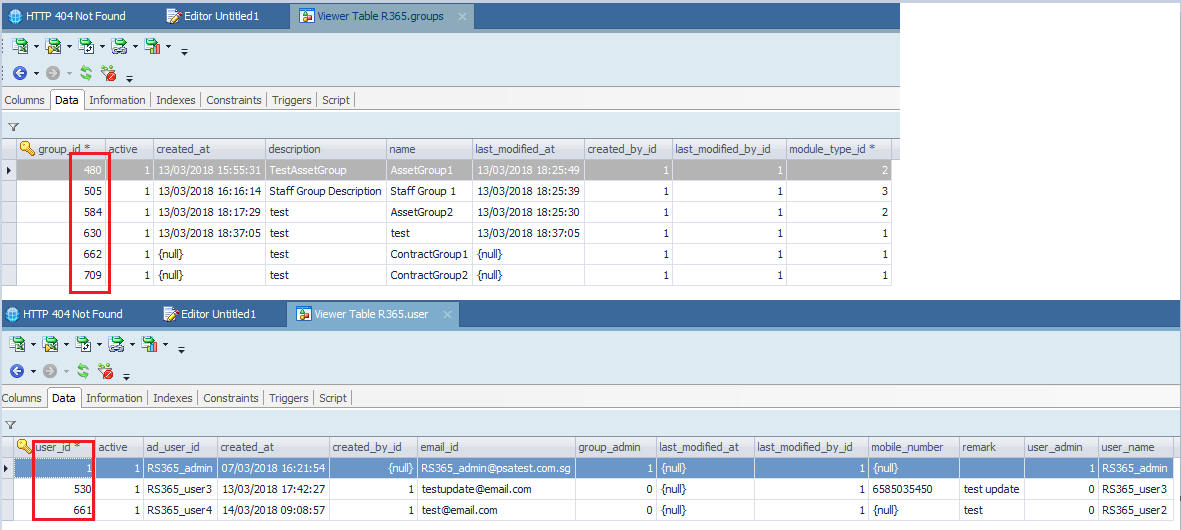 HTTP 404 Not Found Editor Untitled1 Viewer Table R365.groups
Columns Data Information Indexes Constraints Triggers Script
group_id * active created_at description name last_modified_at created_by_id last_modified_by_id module_type_id *
480 1 13/03/2018 15:55:31 TestAssetGroup AssetGroup1 13/03/2018 18:25:49 1 1 2
505 1 13/03/2018 16:16:14 Staff Group Description Staff Group 1 13/03/2018 18:25:39 1 1 3
584 1 13/03/2018 18:17:29 test AssetGroup2 13/03/2018 18:25:30 1 1 2
630 1 13/03/2018 18:37:05 test test 13/03/2018 18:37:05 1 1 1
662 1 {null} test ContractGroup1 {null} 1 1 1
709 1 {null} test ContractGroup2 {null} 1 1 1
HTTP 404 Not Found Editor Untitled1 Viewer Table R365.user
Columns Data Information Indexes Constraints Triggers Script
user_id * active ad_user_id created_at created_by_id email_id group_admin last_modified_at last_modified_by_id mobile_number remark user_admin user_name
1 1 RS365_admin 07/03/2018 16:21:54 {null} RS365_admin@psatest.com.sg 1 {null} 1 {null} 1 RS365_admin
530 1 RS365_user3 13/03/2018 17:42:27 1 testupdate@email.com 0 {null} 1 6585035450 test update 0 RS365_user3
661 1 RS365_user4 14/03/2018 09:08:57 1 test@email.com 0 {null} 1 {null} test 0 RS365_user2